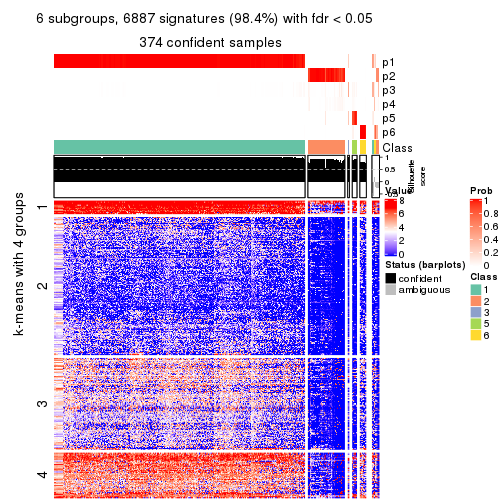 6 subgroups, 6887 signatures (98.4%) with fdr < 0.05
374 confident samples
p1
p2
p3
p4
p5
p6
Class
1
0.5
0
-0.5
Silhouette
score
k-means with 4 groups
1
2
3
4
Value
8
6
4
2
0
Status (barplots)
confident
ambiguous
Prob
1
0.8
0.6
0.4
0.2
0
Class
1
2
3
5
6